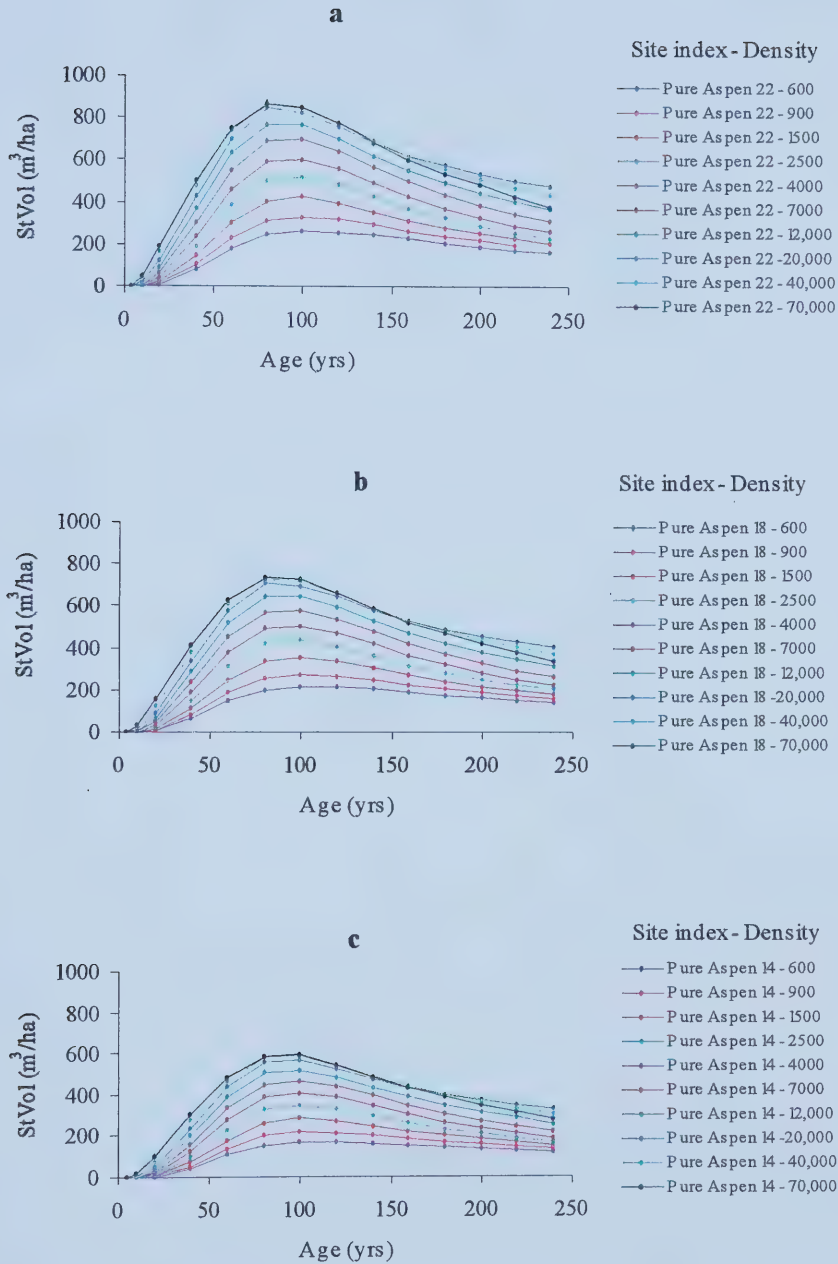 a
Site index - Density
1000
800
600
400
200
0
StVol (m³/ha)
0 50 100 150 200 250
Age (yrs)
Pure Aspen 22 - 600
Pure Aspen 22 - 900
Pure Aspen 22 - 1500
Pure Aspen 22 - 2500
Pure Aspen 22 - 4000
Pure Aspen 22 - 7000
Pure Aspen 22 - 12,000
Pure Aspen 22 -20,000
Pure Aspen 22 - 40,000
Pure Aspen 22 - 70,000
b
Site index - Density
1000
800
600
400
200
0
StVol (m³/ha)
0 50 100 150 200 250
Age (yrs)
Pure Aspen 18 - 600
Pure Aspen 18 - 900
Pure Aspen 18 - 1500
Pure Aspen 18 - 2500
Pure Aspen 18 - 4000
Pure Aspen 18 - 7000
Pure Aspen 18 - 12,000
Pure Aspen 18 -20,000
Pure Aspen 18 - 40,000
Pure Aspen 18 - 70,000
c
Site index - Density
1000
800
600
400
200
0
StVol (m³/ha)
0 50 100 150 200 250
Age (yrs)
Pure Aspen 14 - 600
Pure Aspen 14 - 900
Pure Aspen 14 - 1500
Pure Aspen 14 - 2500
Pure Aspen 14 - 4000
Pure Aspen 14 - 7000
Pure Aspen 14 - 12,000
Pure Aspen 14 -20,000
Pure Aspen 14 - 40,000
Pure Aspen 14 - 70,000